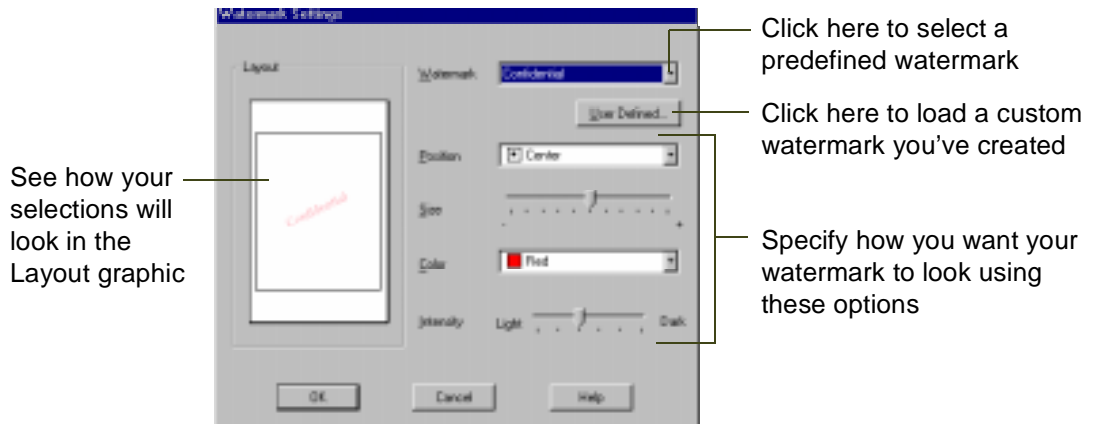 Watermark Settings
Layout
Confidential
Watermark
Confidential
User Defined...
Position
Center
Size
- +
Color
Red
Intensity
Light
Dark
OK
Cancel
Help
See how your
selections will
look in the
Layout graphic
Click here to select a
predefined watermark
Click here to load a custom
watermark you’ve created
Specify how you want your
watermark to look using
these options